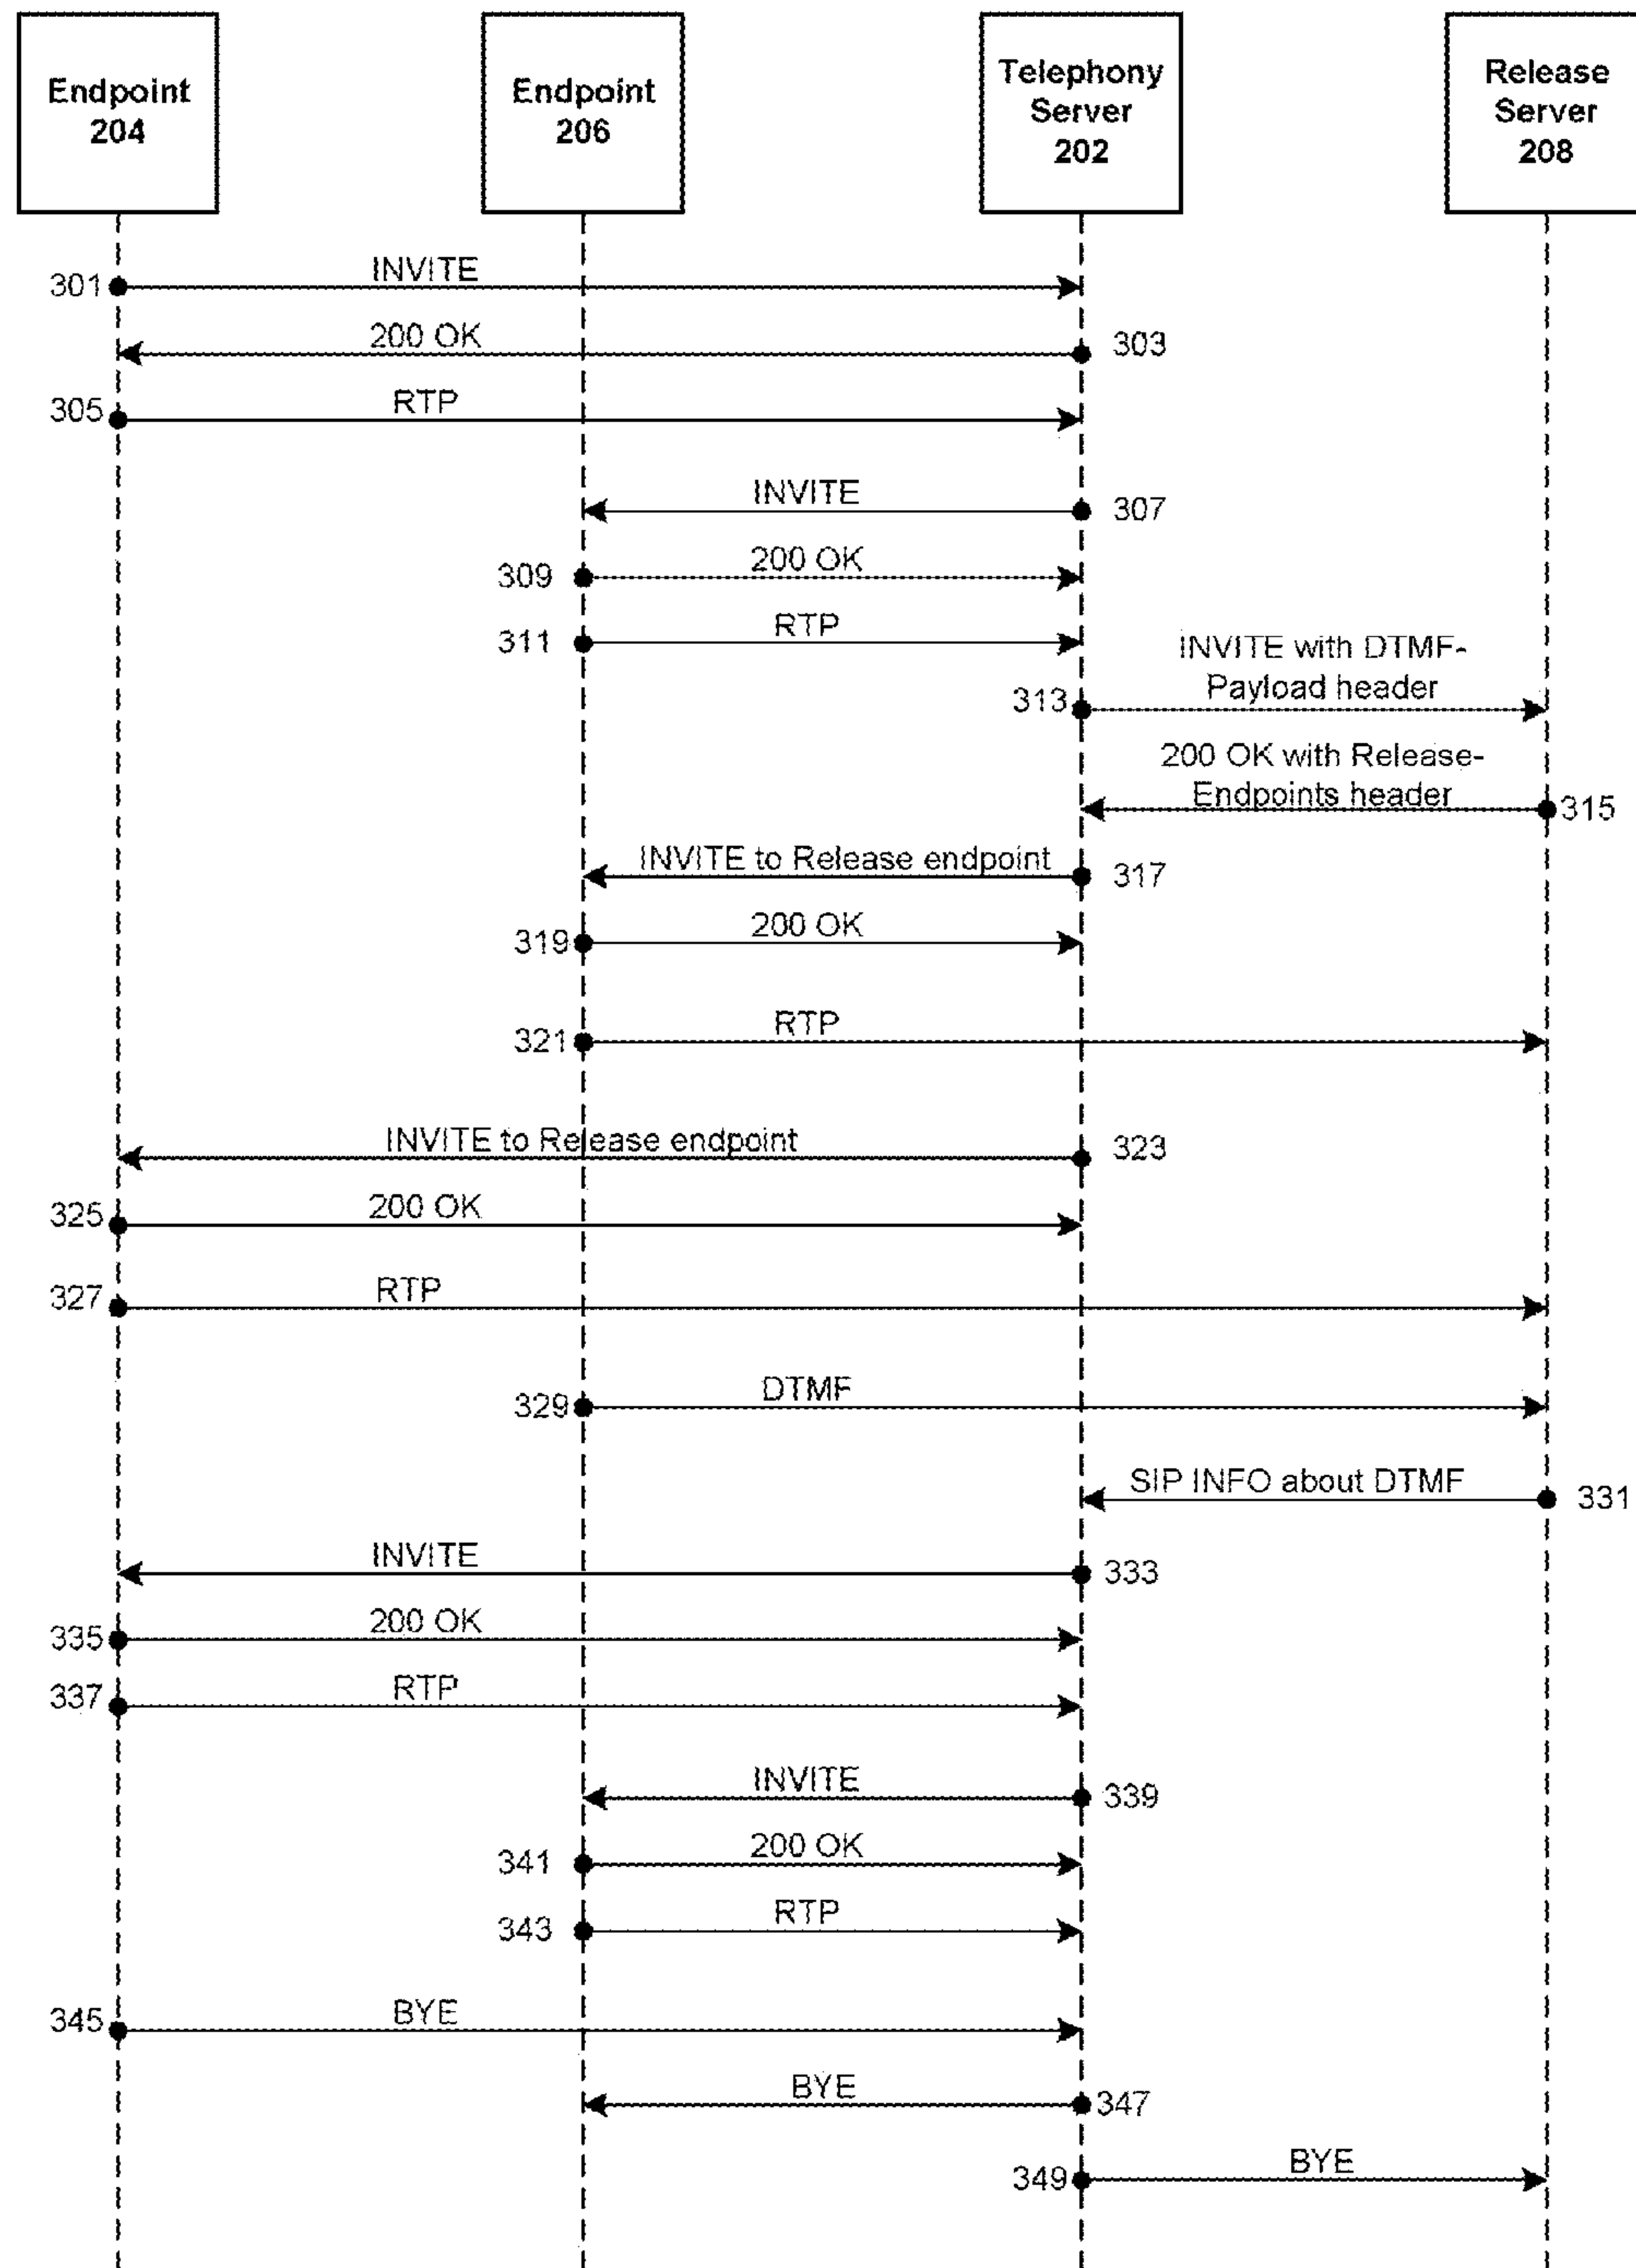 Endpoint
204
Endpoint
206
Telephony
Server
202
Release
Server
208
INVITE
301
200 OK
303
RTP
305
INVITE
307
200 OK
309
RTP
311
INVITE with DTMF-
Payload header
313
200 OK with Release-
Endpoints header
315
INVITE to Release endpoint
317
200 OK
319
RTP
321
INVITE to Release endpoint
323
200 OK
325
RTP
327
DTMF
329
SIP INFO about DTMF
331
INVITE
333
200 OK
335
RTP
337
INVITE
339
200 OK
341
RTP
343
BYE
345
BYE
347
BYE
349